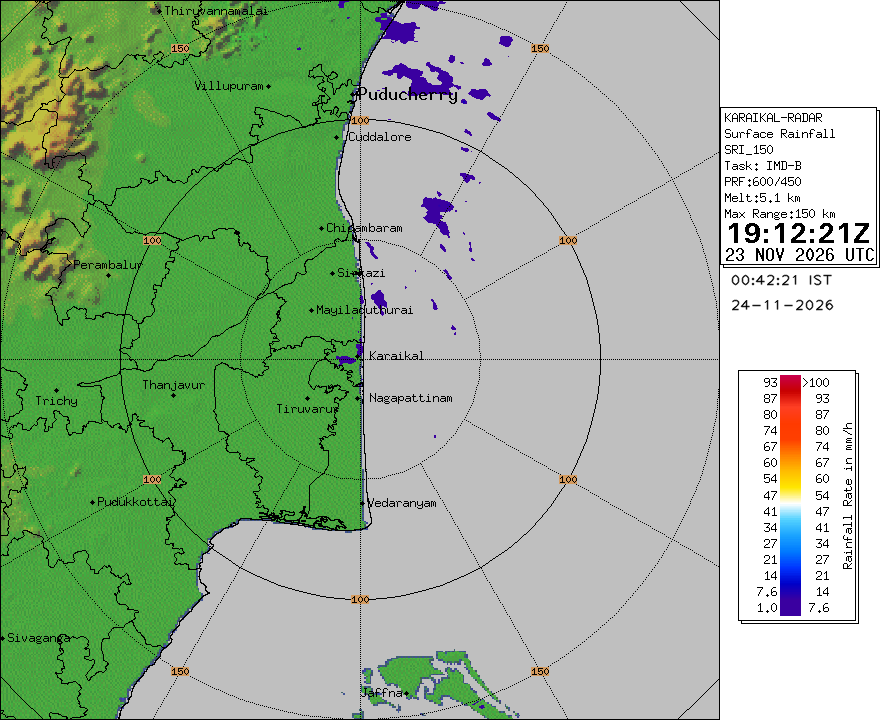 Thiruvannamalai
150
150
Villupuram
Puducherry
100
Cuddalore
Chidambaram
100
100
Perambalur
Sirkazi
Mayiladuthurai
Karaikal
Thanjavur
Trichy
Tiruvarur
Nagapattinam
100
100
Pudukkottai
Vedaranyam
100
Sivaganga
150
150
Jaffna
KARAIKAL-RADAR
Surface Rainfall
SRI_150
Task: IMD-B
PRF:600/450
Melt:5.1 km
Max Range:150 km
19:12:21Z
23 NOV 2026 UTC
00:42:21 IST
24-11-2026
93 >100
87 93
80 87
74 80
67 74
60 67
54 60
47 54
41 47
34 41
27 34
21 27
14 21
7.6 14
1.0 7.6
Rainfall Rate in mm/h